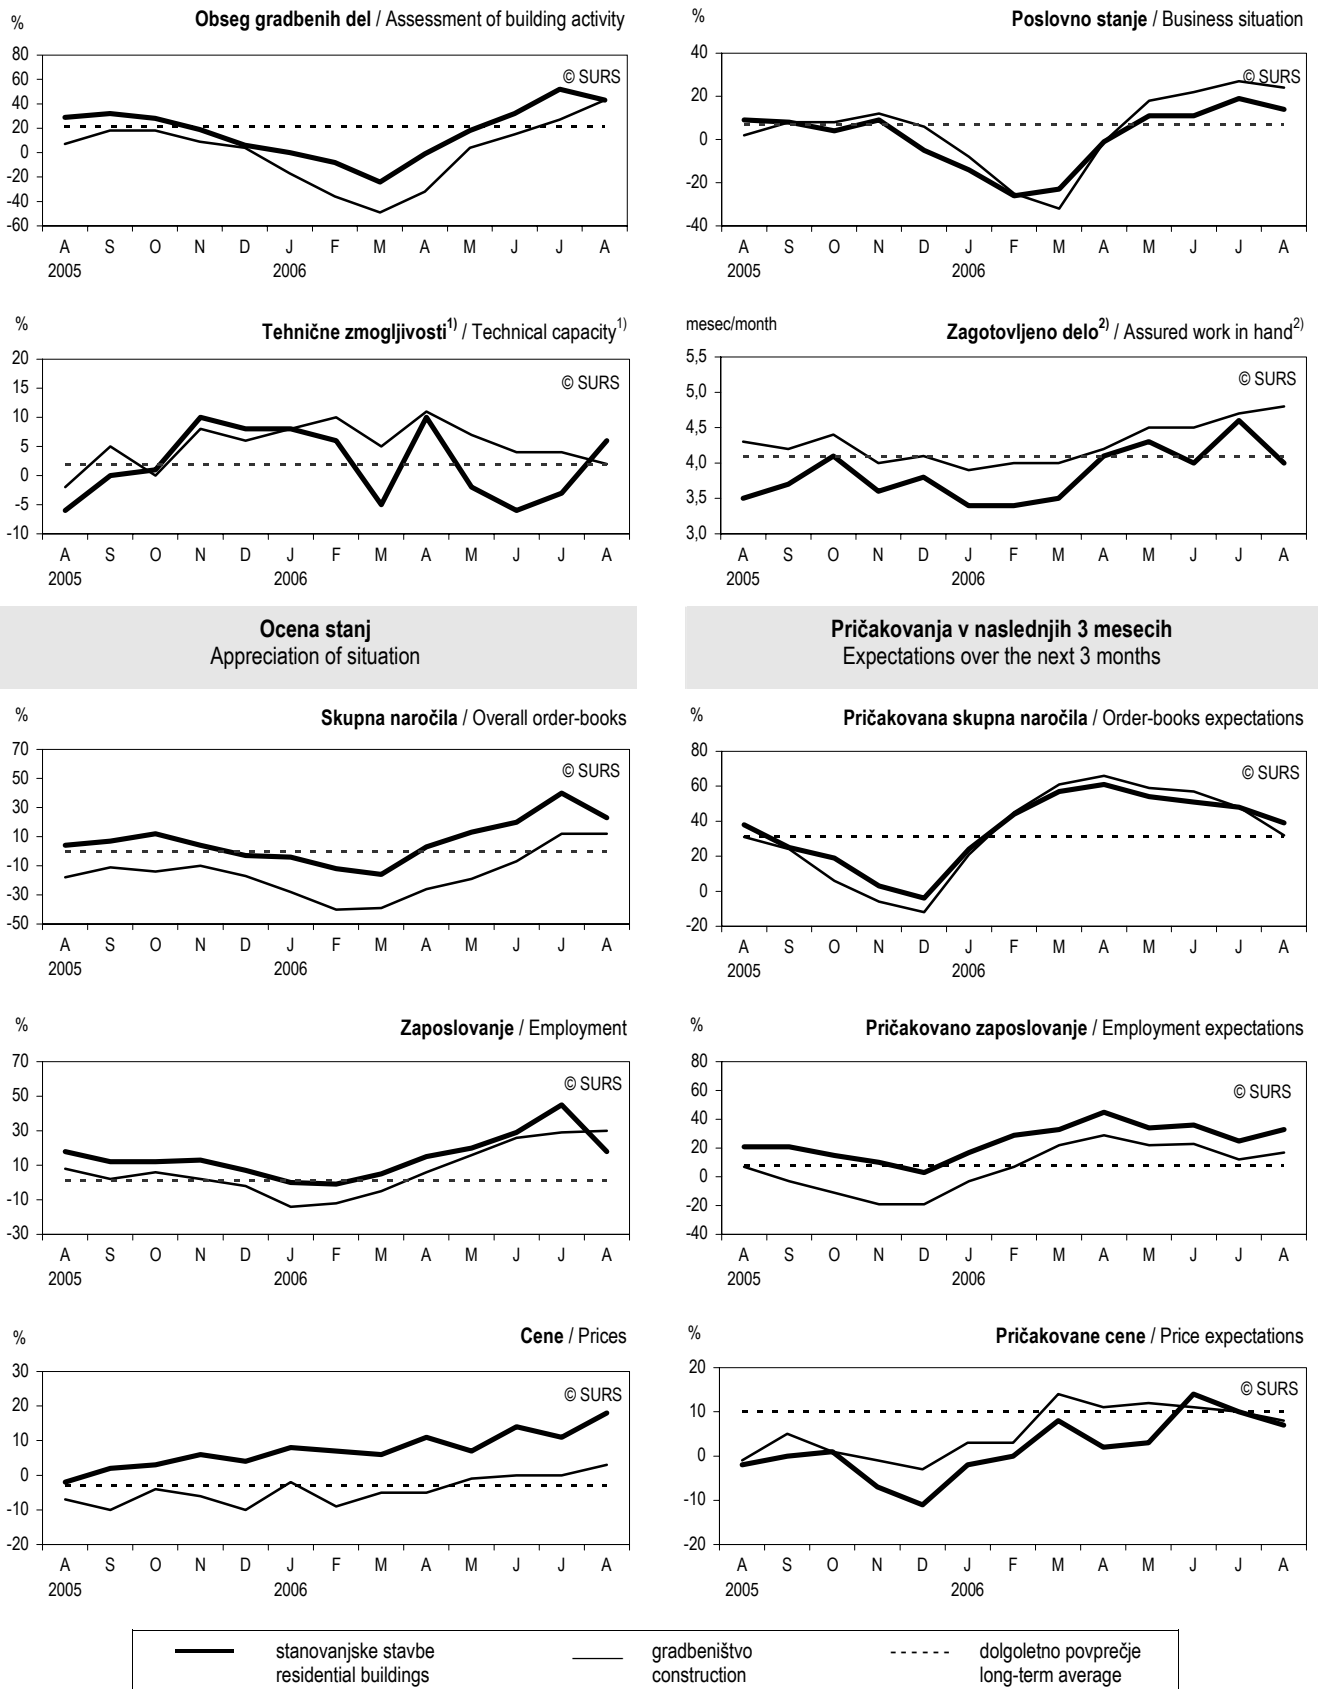 %
Obseg gradbenih del / Assessment of building activity
© SURS
80
60
40
20
0
-20
-40
-60
A S O N D J F M A M J J A
2005 2006
%
Poslovno stanje / Business situation
© SURS
40
20
0
-20
-40
A S O N D J F M A M J J A
2005 2006
%
Tehnične zmogljivosti1) / Technical capacity1)
© SURS
20
15
10
5
0
-5
-10
A S O N D J F M A M J J A
2005 2006
mesec/month
Zagotovljeno delo2) / Assured work in hand2)
© SURS
5,5
5,0
4,5
4,0
3,5
3,0
A S O N D J F M A M J J A
2005 2006
Ocena stanj
Appreciation of situation
Pričakovanja v naslednjih 3 mesecih
Expectations over the next 3 months
%
Skupna naročila / Overall order-books
© SURS
70
50
30
10
-10
-30
-50
A S O N D J F M A M J J A
2005 2006
%
Pričakovana skupna naročila / Order-books expectations
© SURS
80
60
40
20
0
-20
A S O N D J F M A M J J A
2005 2006
%
Zaposlovanje / Employment
© SURS
70
50
30
10
-10
-30
A S O N D J F M A M J J A
2005 2006
%
Pričakovano zaposlovanje / Employment expectations
© SURS
80
60
40
20
0
-20
-40
A S O N D J F M A M J J A
2005 2006
%
Cene / Prices
© SURS
30
20
10
0
-10
-20
A S O N D J F M A M J J A
2005 2006
%
Pričakovane cene / Price expectations
© SURS
20
10
0
-10
-20
A S O N D J F M A M J J A
2005 2006
stanovanjske stavbe
residential buildings
gradbeništvo
construction
dolgoletno povprečje
long-term average